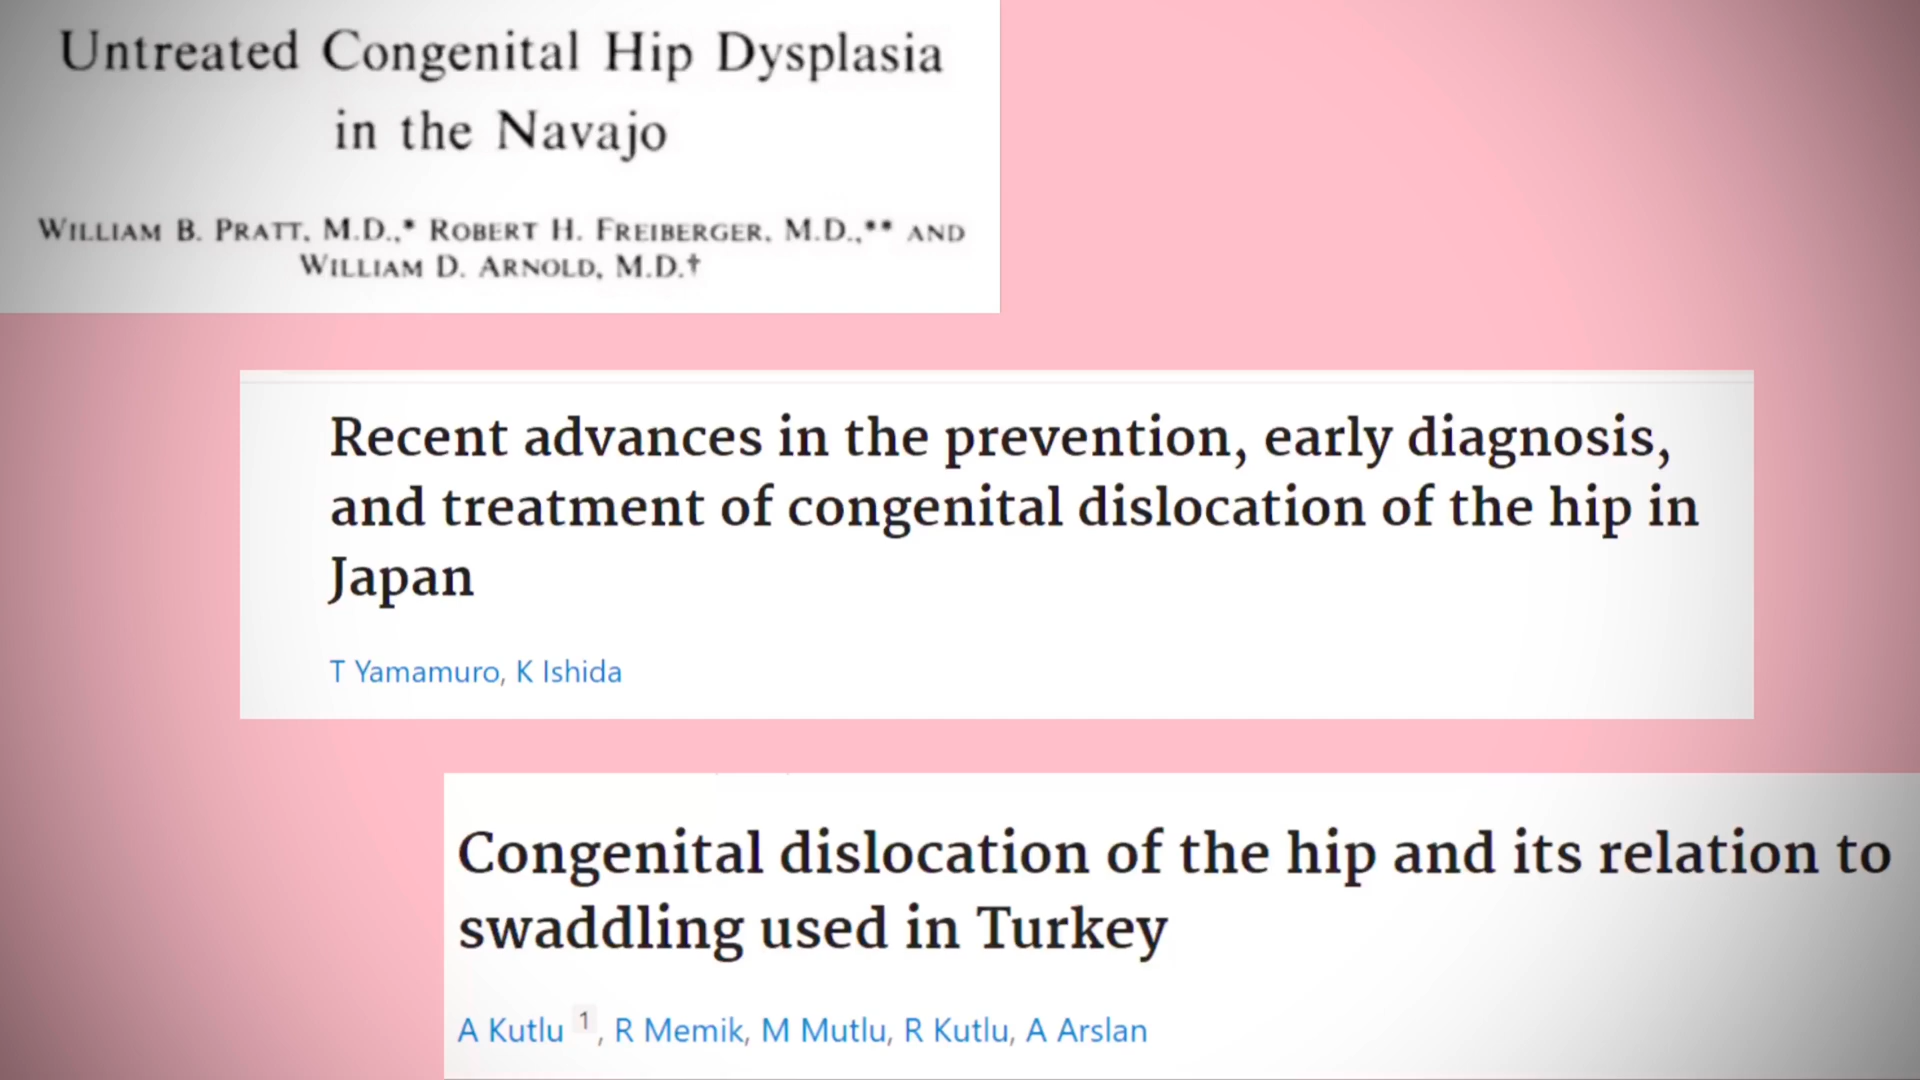 Untreated Congenital Hip Dysplasia
in the Navajo
WILLIAM B. PRATT, M.D.,* ROBERT H. FREIBERGER, M.D.,** AND
WILLIAM D. ARNOLD, M.D.†
Recent advances in the prevention, early diagnosis,
and treatment of congenital dislocation of the hip in
Japan
T Yamamuro, K Ishida
Congenital dislocation of the hip and its relation to
swaddling used in Turkey
A Kutlu 1, R Memik, M Mutlu, R Kutlu, A Arslan